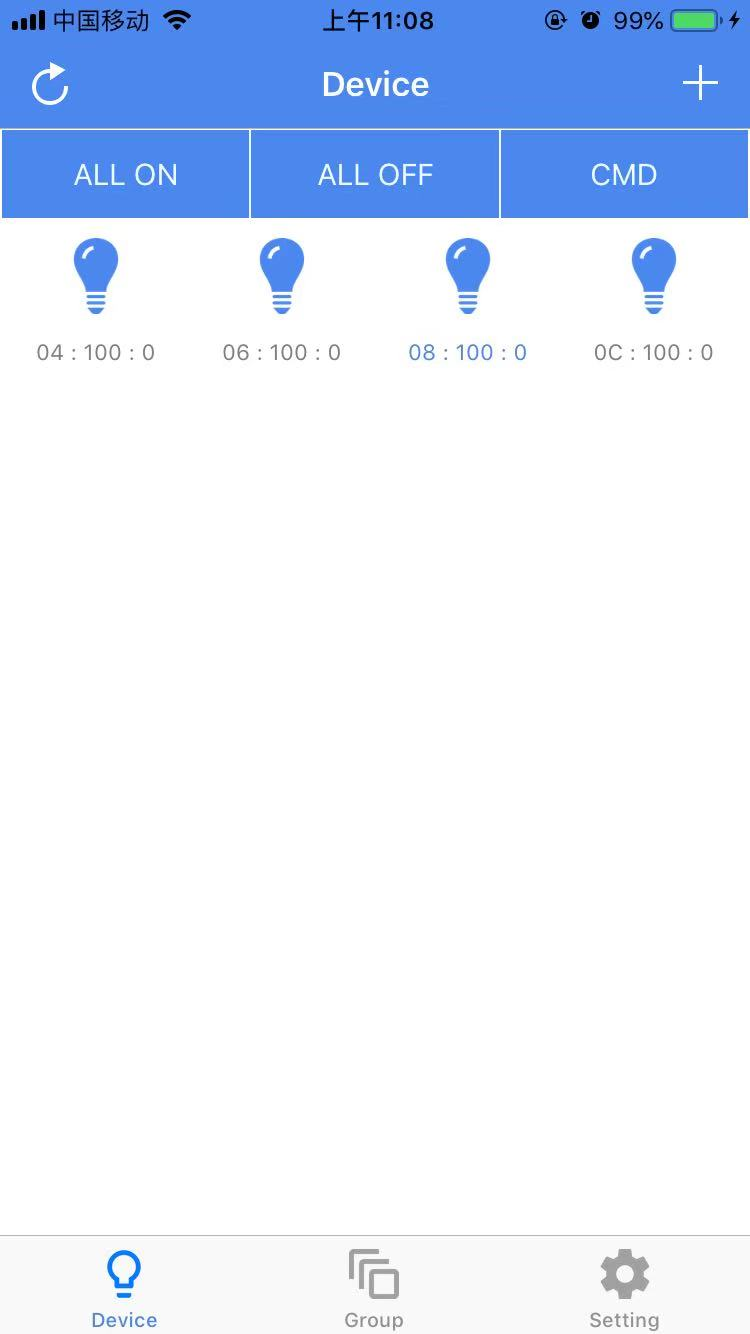 中国移动 上午11:08 99%
Device
ALL ON ALL OFF CMD
04 : 100 : 0 06 : 100 : 0 08 : 100 : 0 0C : 100 : 0
Device Group Setting